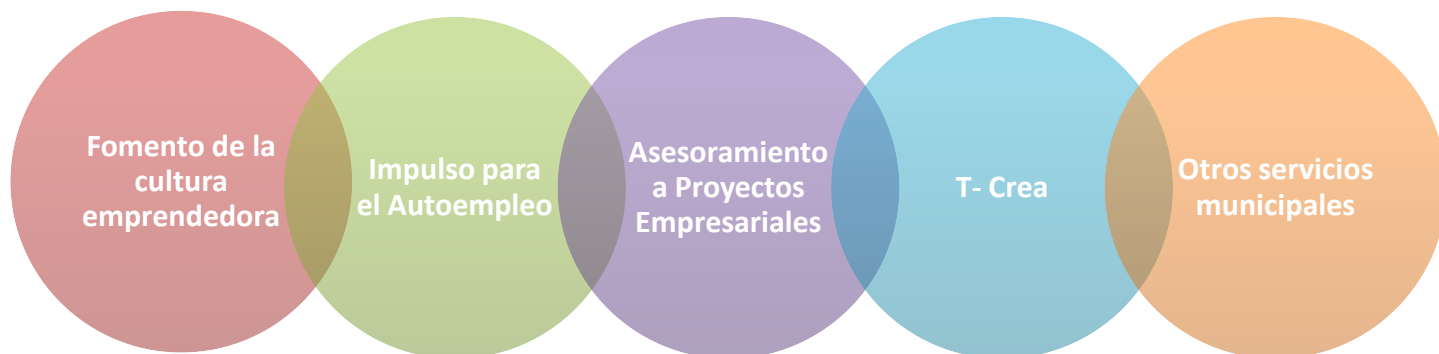 Fomento de la
cultura
emprendedora
Impulso para
el Autoempleo
Asesoramiento
a Proyectos
Empresariales
T- Crea
Otros servicios
municipales